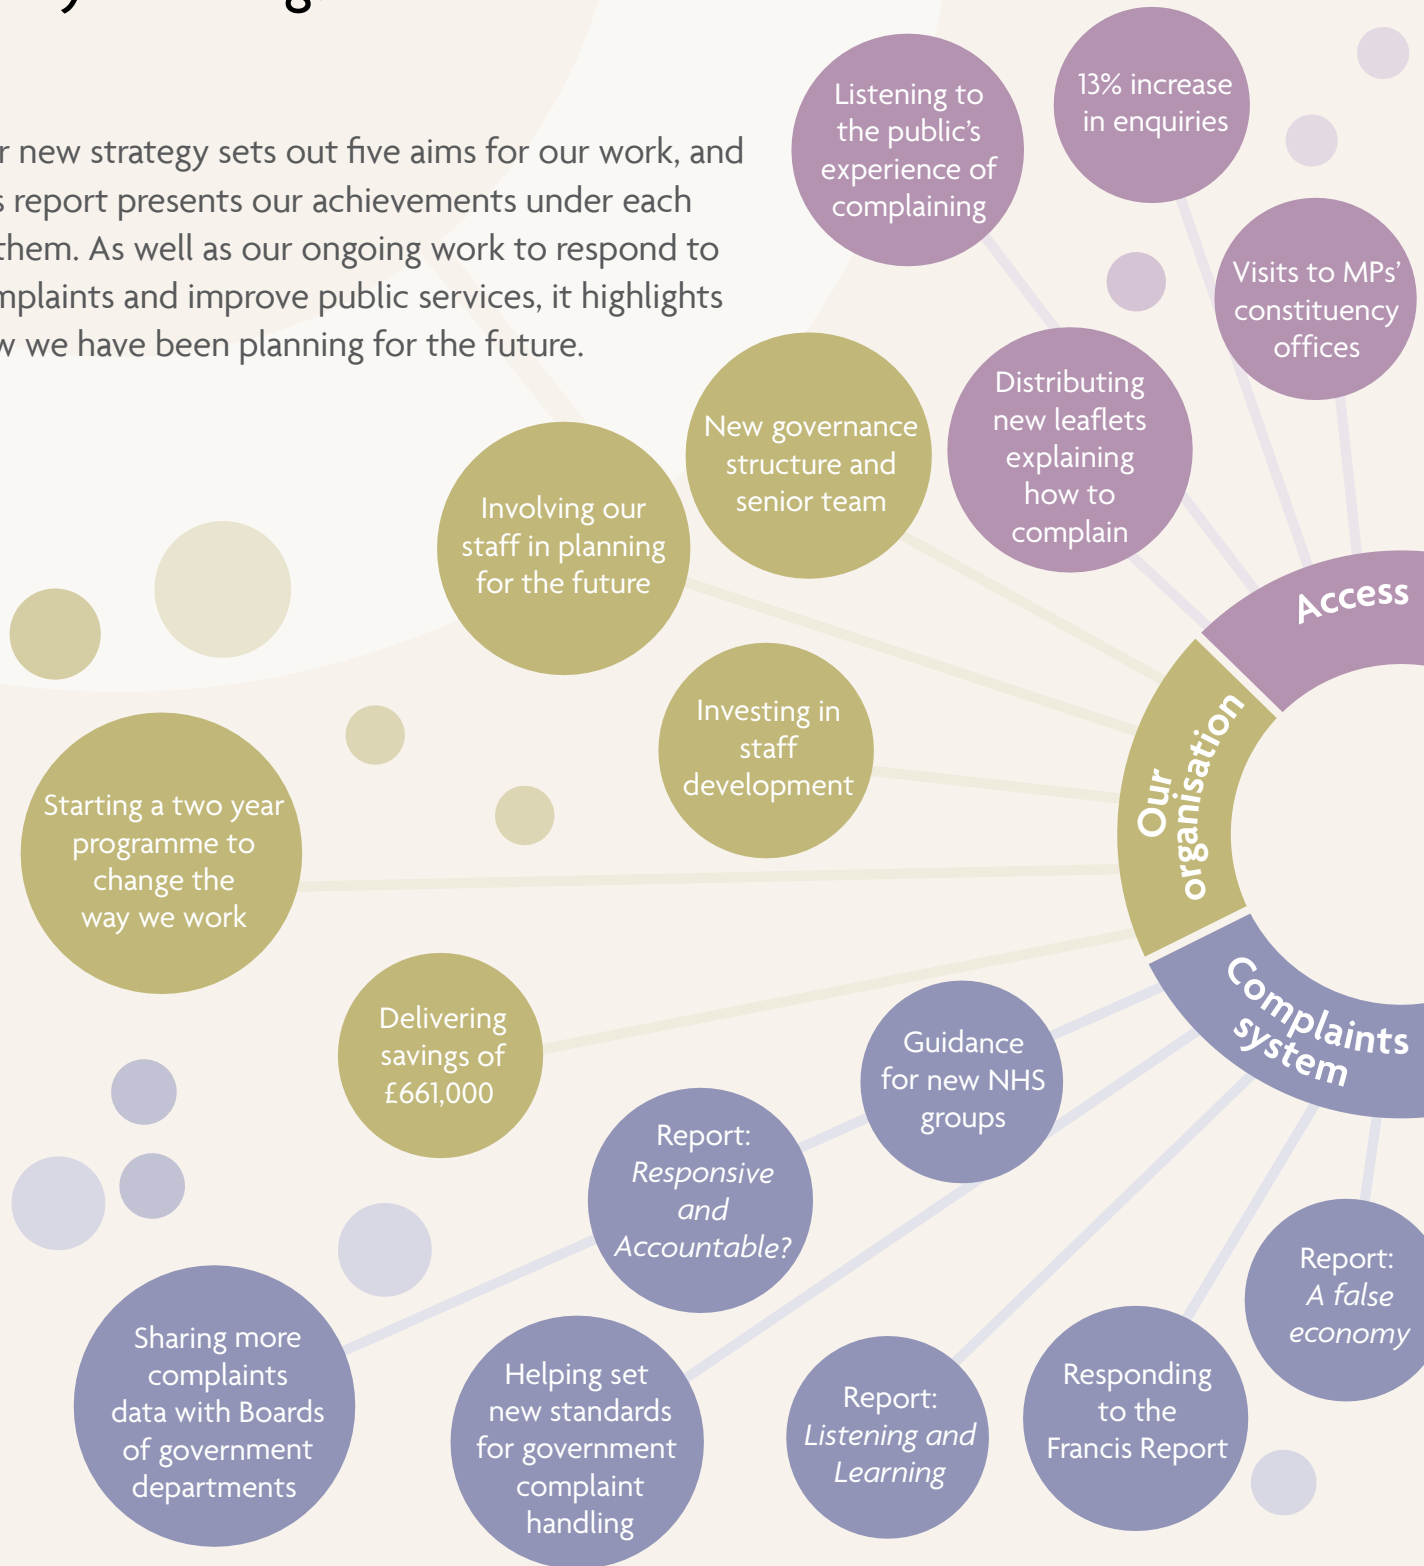 r new strategy sets out five aims for our work, and
s report presents our achievements under each
them. As well as our ongoing work to respond to
mplaints and improve public services, it highlights
w we have been planning for the future.
Listening to
the public’s
experience of
complaining
13% increase
in enquiries
Visits to MPs’
constituency
offices
Distributing
new leaflets
explaining
how to
complain
New governance
structure and
senior team
Involving our
staff in planning
for the future
Investing in
staff
development
Starting a two year
programme to
change the
way we work
Delivering
savings of
£661,000
Access
Our
organisation
Complaints
system
Guidance
for new NHS
groups
Report:
Responsive
and
Accountable?
Sharing more
complaints
data with Boards
of government
departments
Helping set
new standards
for government
complaint
handling
Report:
Listening and
Learning
Responding
to the
Francis Report
Report:
A false
economy